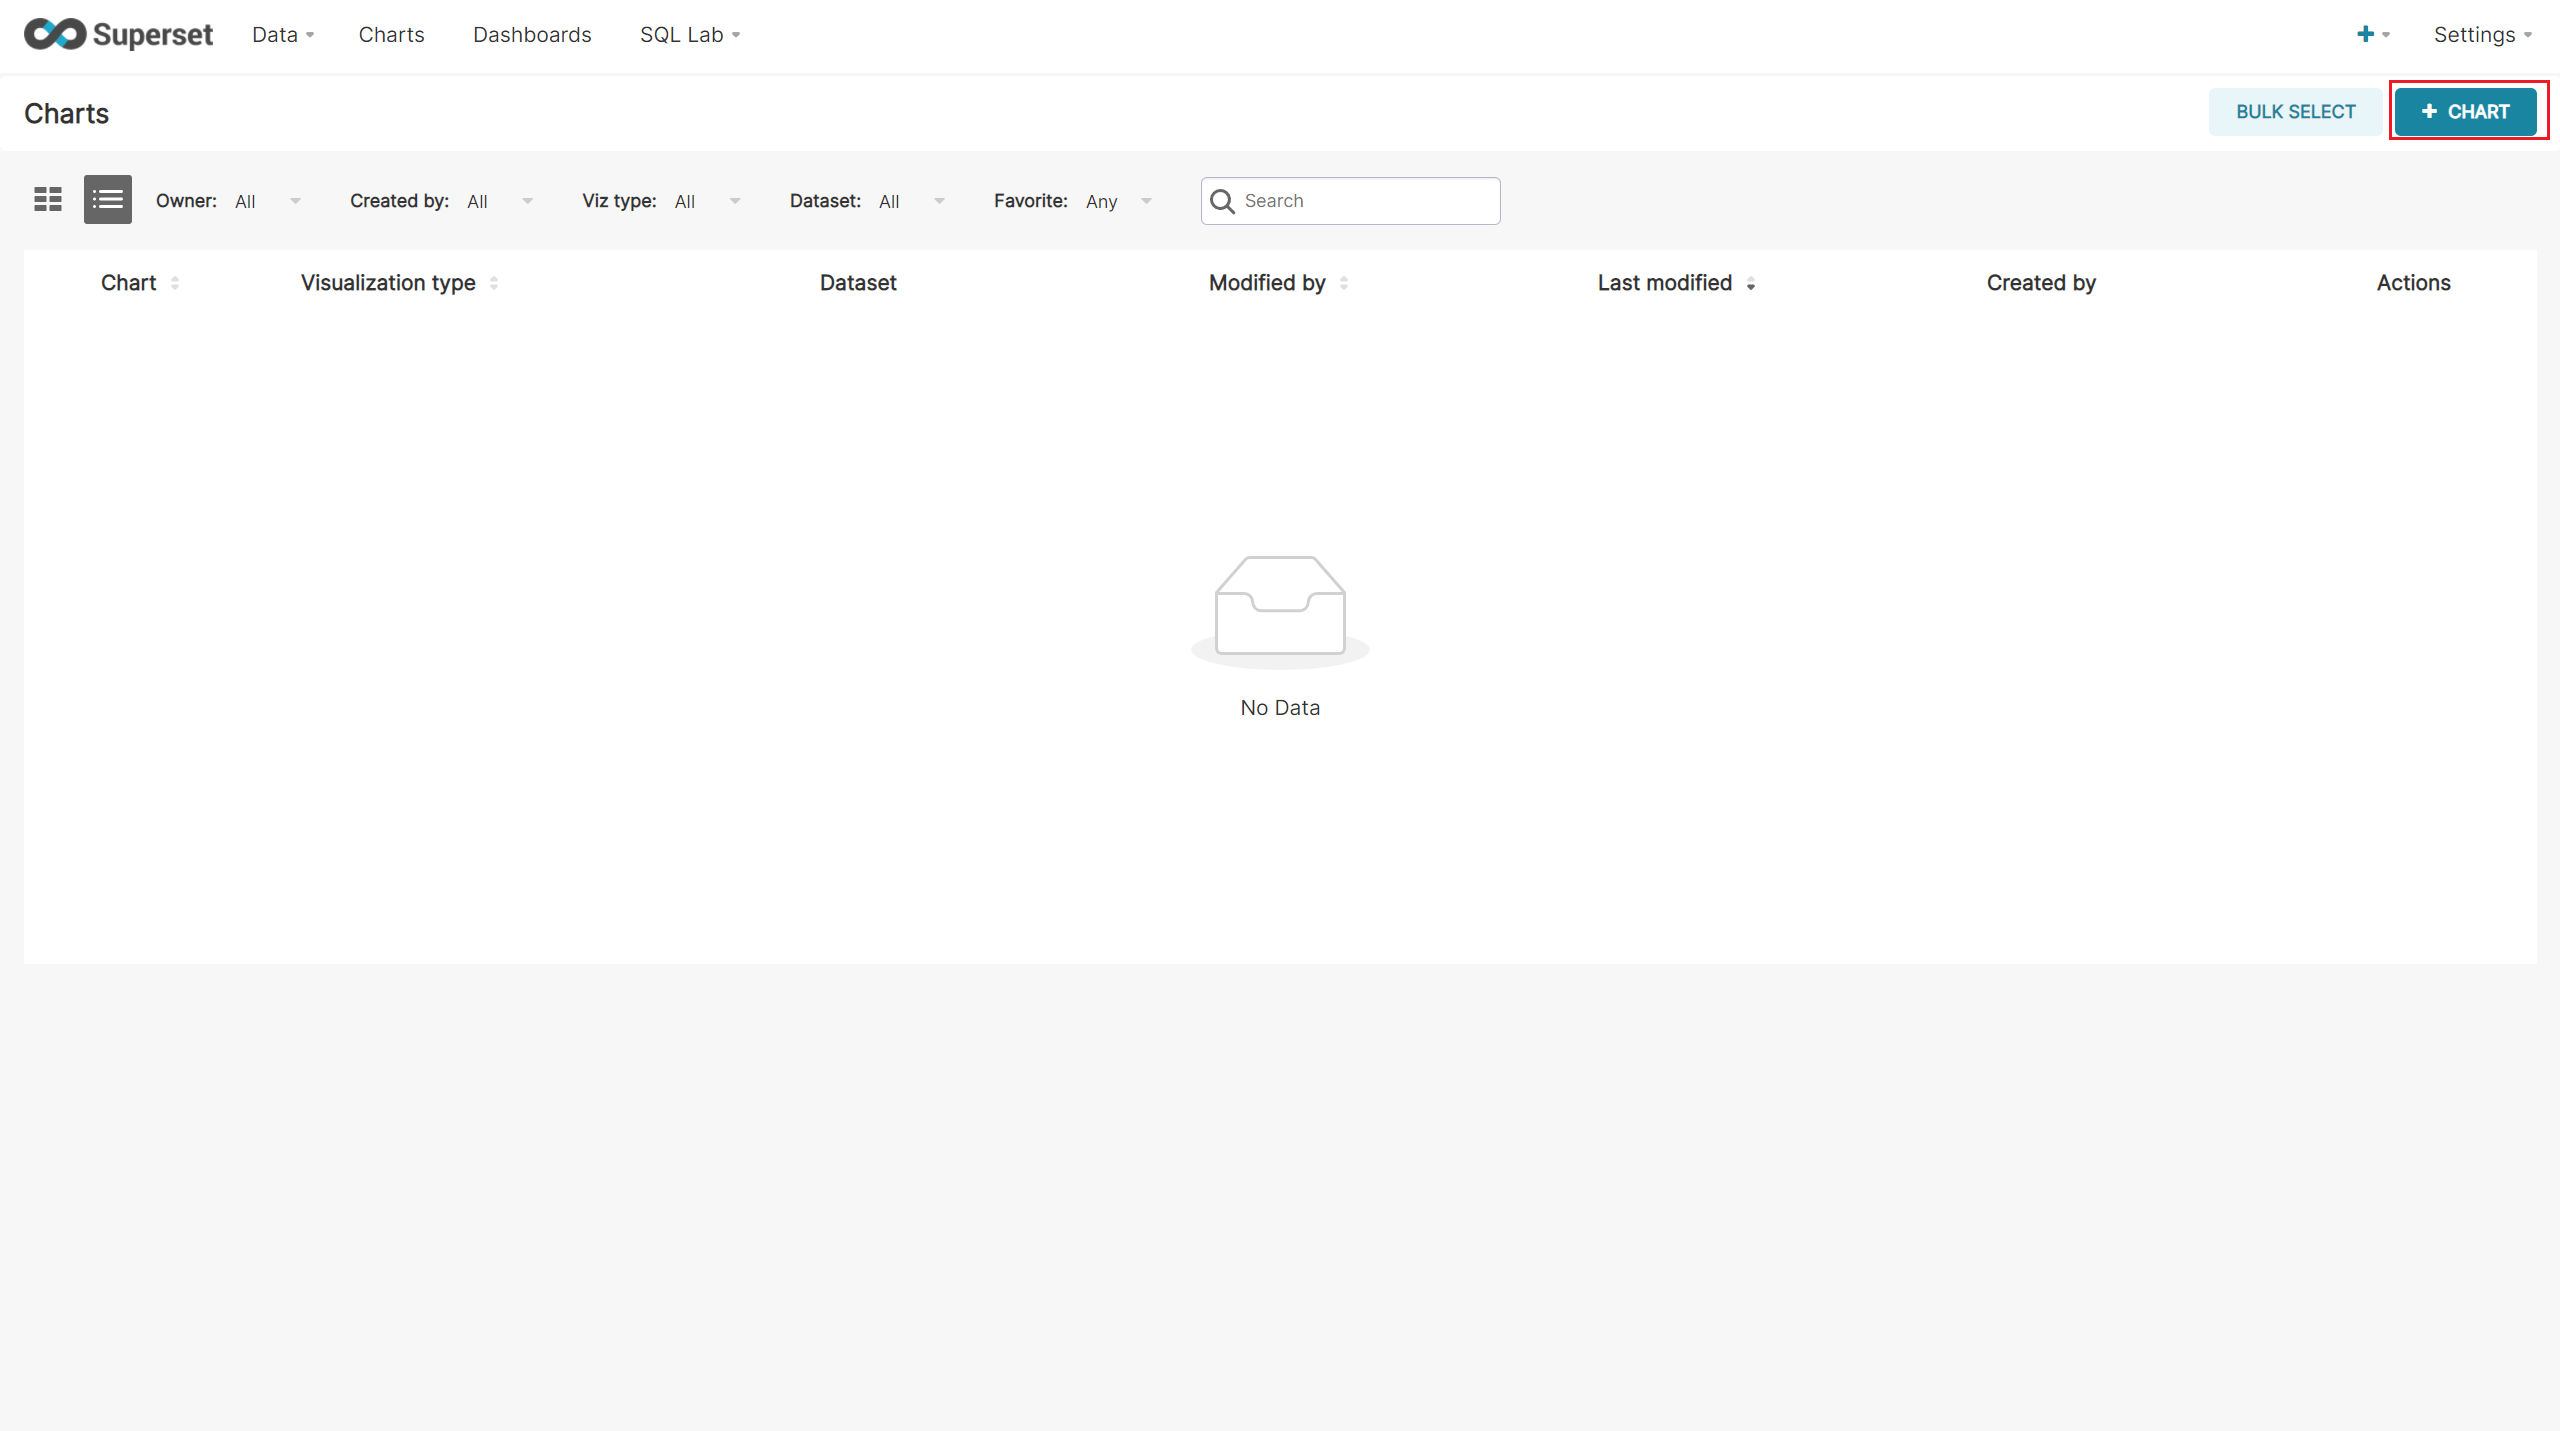 Superset Data Charts Dashboards SQL Lab + Settings
Charts BULK SELECT + CHART
Owner: All Created by: All Viz type: All Dataset: All Favorite: Any Search
Chart Visualization type Dataset Modified by Last modified Created by Actions
No Data